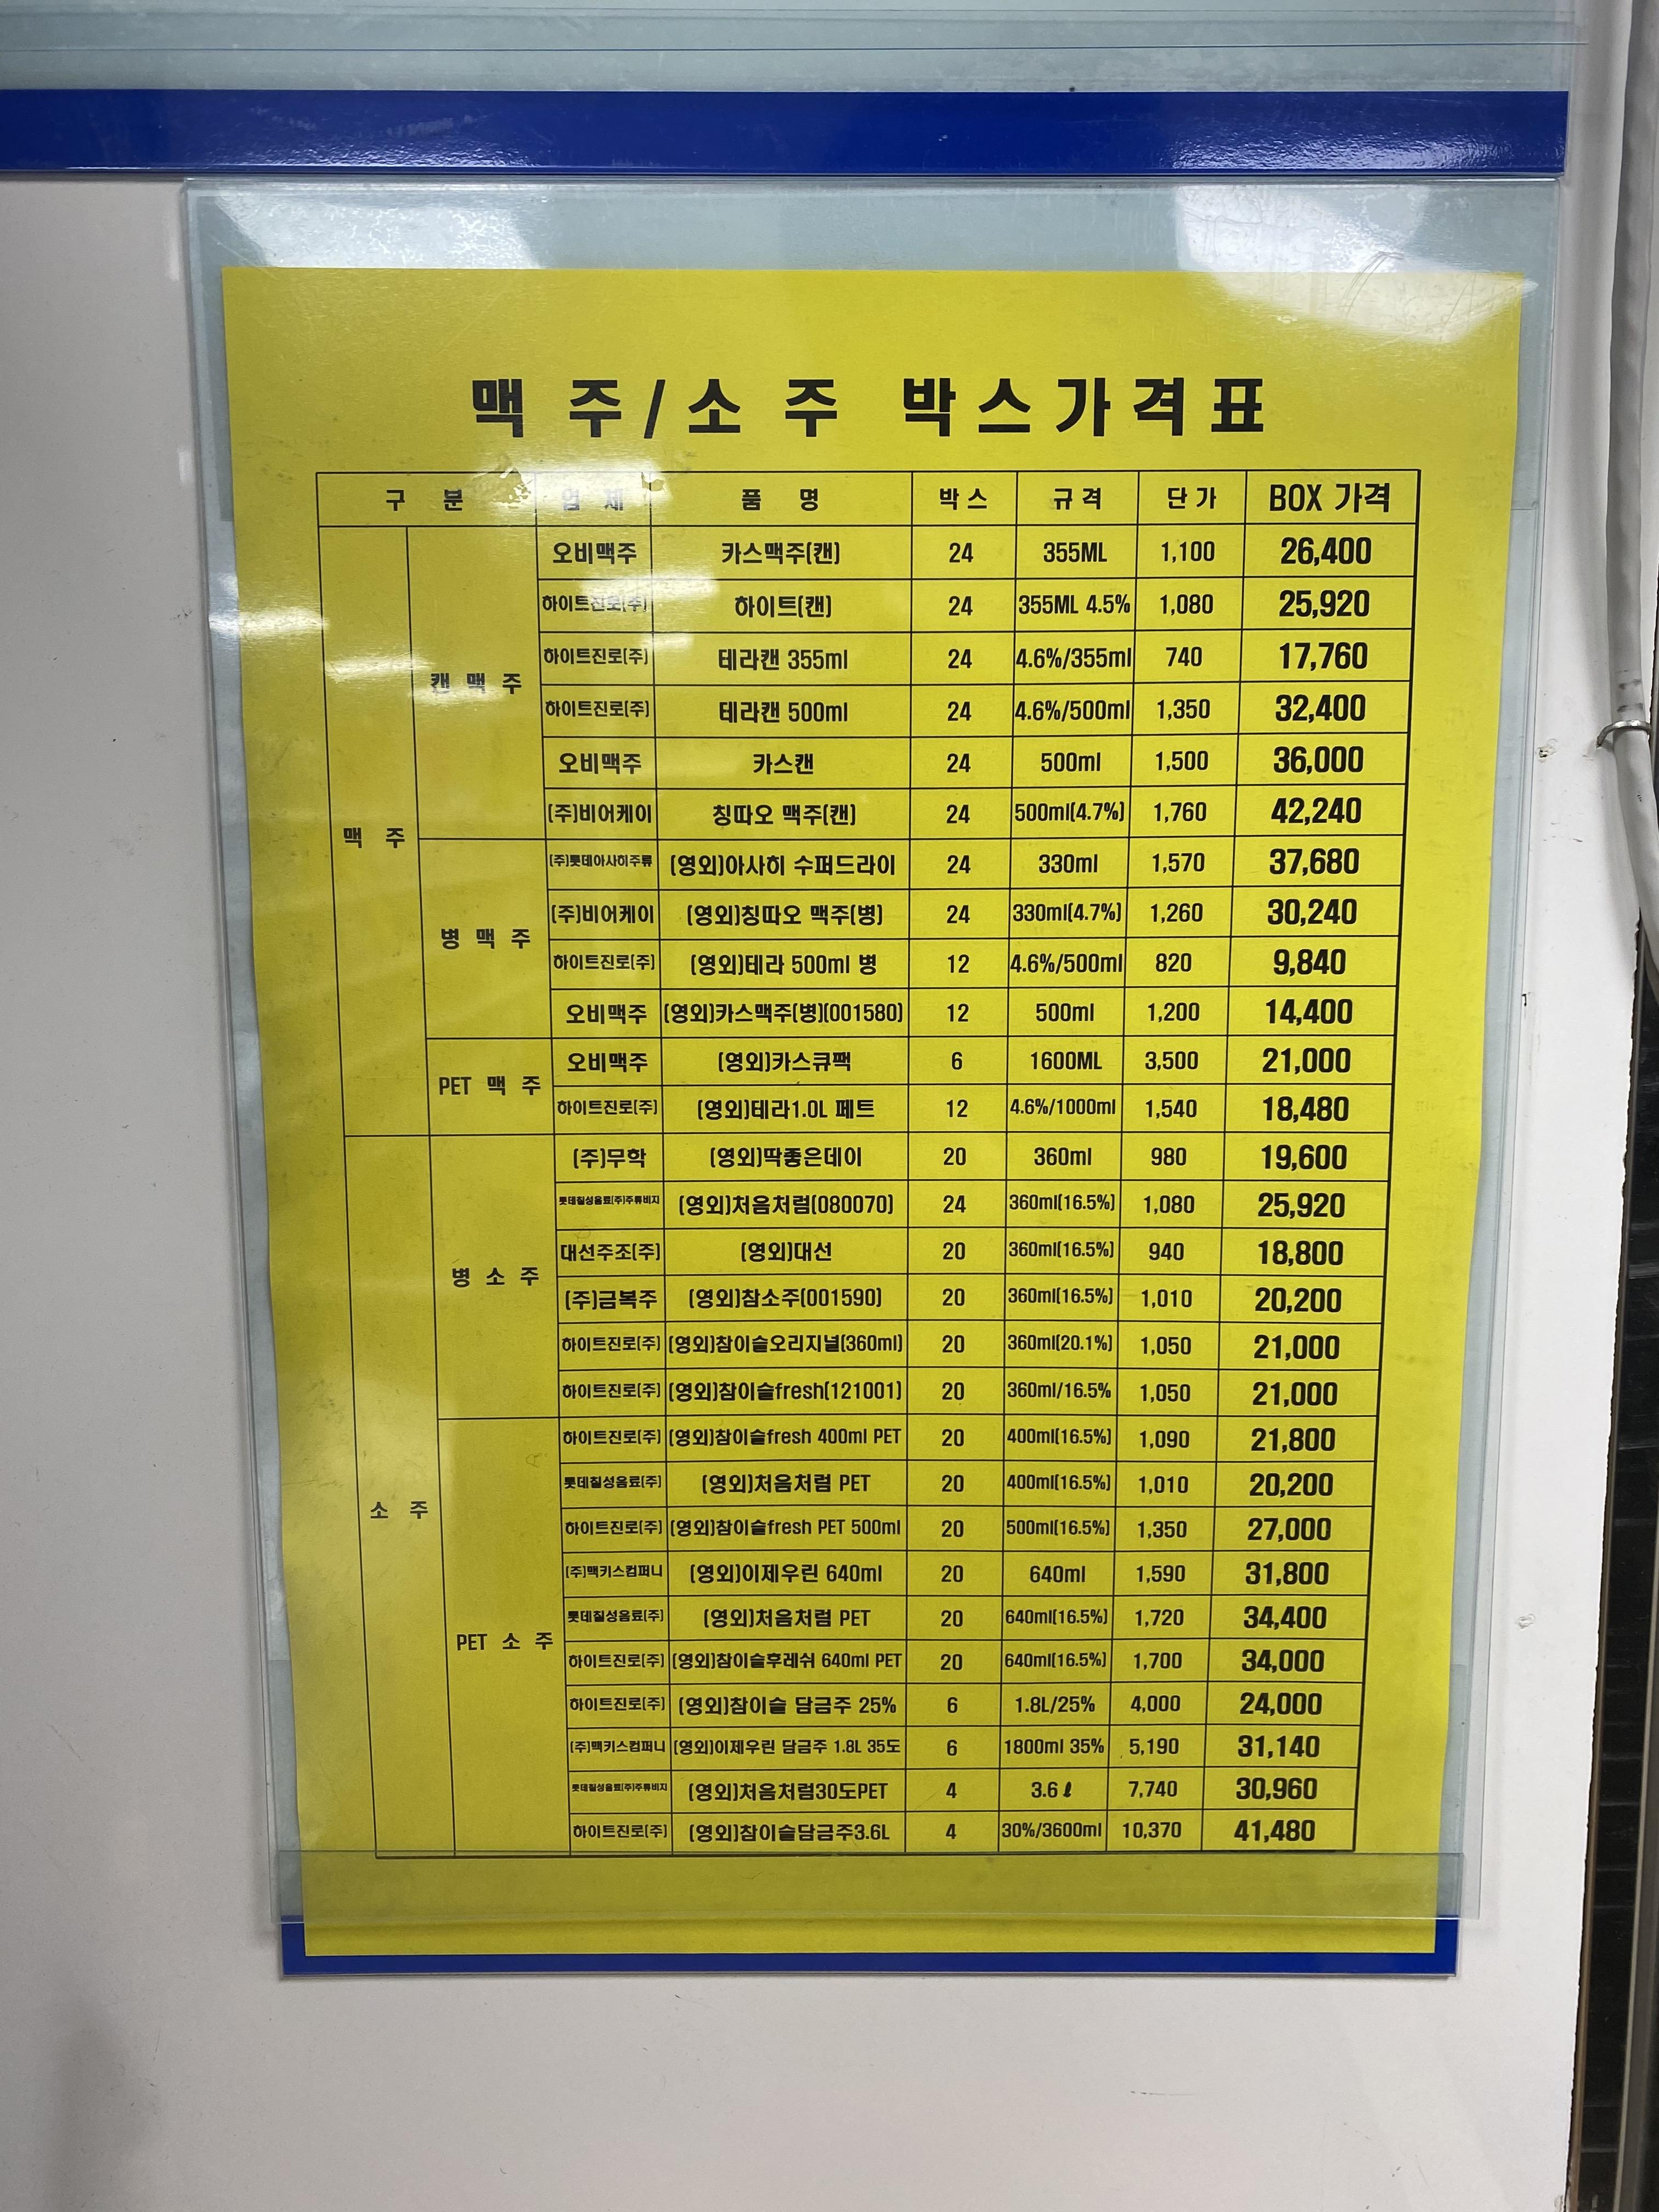 맥 주/소 주 박스가격표
구 분 업 체 품 명 박스 규격 단가 BOX 가격
맥 주
캔 맥 주
오비맥주 카스맥주(캔) 24 355ML 1,100 26,400
하이트진로(주) 하이트(캔) 24 355ML 4.5% 1,080 25,920
하이트진로(주) 테라캔 355ml 24 4.6%/355ml 740 17,760
하이트진로(주) 테라캔 500ml 24 4.6%/500ml 1,350 32,400
오비맥주 카스캔 24 500ml 1,500 36,000
(주)비어케이 칭따오 맥주(캔) 24 500ml(4.7%) 1,760 42,240
병 맥 주
(주)롯데아사히주류 (영외)아사히 수퍼드라이 24 330ml 1,570 37,680
(주)비어케이 (영외)칭따오 맥주(병) 24 330ml(4.7%) 1,260 30,240
하이트진로(주) (영외)테라 500ml 병 12 4.6%/500ml 820 9,840
오비맥주 (영외)카스맥주(병)(001580) 12 500ml 1,200 14,400
PET 맥 주
오비맥주 (영외)카스큐팩 6 1600ML 3,500 21,000
하이트진로(주) (영외)테라1.0L 페트 12 4.6%/1000ml 1,540 18,480
소 주
병 소 주
(주)무학 (영외)딱좋은데이 20 360ml 980 19,600
롯데칠성음료(주)주류비지 (영외)처음처럼(080070) 24 360ml(16.5%) 1,080 25,920
대선주조(주) (영외)대선 20 360ml(16.5%) 940 18,800
(주)금복주 (영외)참소주(001590) 20 360ml(16.5%) 1,010 20,200
하이트진로(주) (영외)참이슬오리지널(360ml) 20 360ml(20.1%) 1,050 21,000
하이트진로(주) (영외)참이슬fresh(121001) 20 360ml/16.5% 1,050 21,000
PET 소 주
하이트진로(주) (영외)참이슬fresh 400ml PET 20 400ml(16.5%) 1,090 21,800
롯데칠성음료(주) (영외)처음처럼 PET 20 400ml(16.5%) 1,010 20,200
하이트진로(주) (영외)참이슬fresh PET 500ml 20 500ml(16.5%) 1,350 27,000
(주)맥키스컴퍼니 (영외)이제우린 640ml 20 640ml 1,590 31,800
롯데칠성음료(주) (영외)처음처럼 PET 20 640ml(16.5%) 1,720 34,400
하이트진로(주) (영외)참이슬후레쉬 640ml PET 20 640ml(16.5%) 1,700 34,000
하이트진로(주) (영외)참이슬 담금주 25% 6 1.8L/25% 4,000 24,000
(주)맥키스컴퍼니 (영외)이제우린 담금주 1.8L 35도 6 1800ml 35% 5,190 31,140
롯데칠성음료(주)주류비지 (영외)처음처럼30도PET 4 3.6ℓ 7,740 30,960
하이트진로(주) (영외)참이슬담금주3.6L 4 30%/3600ml 10,370 41,480